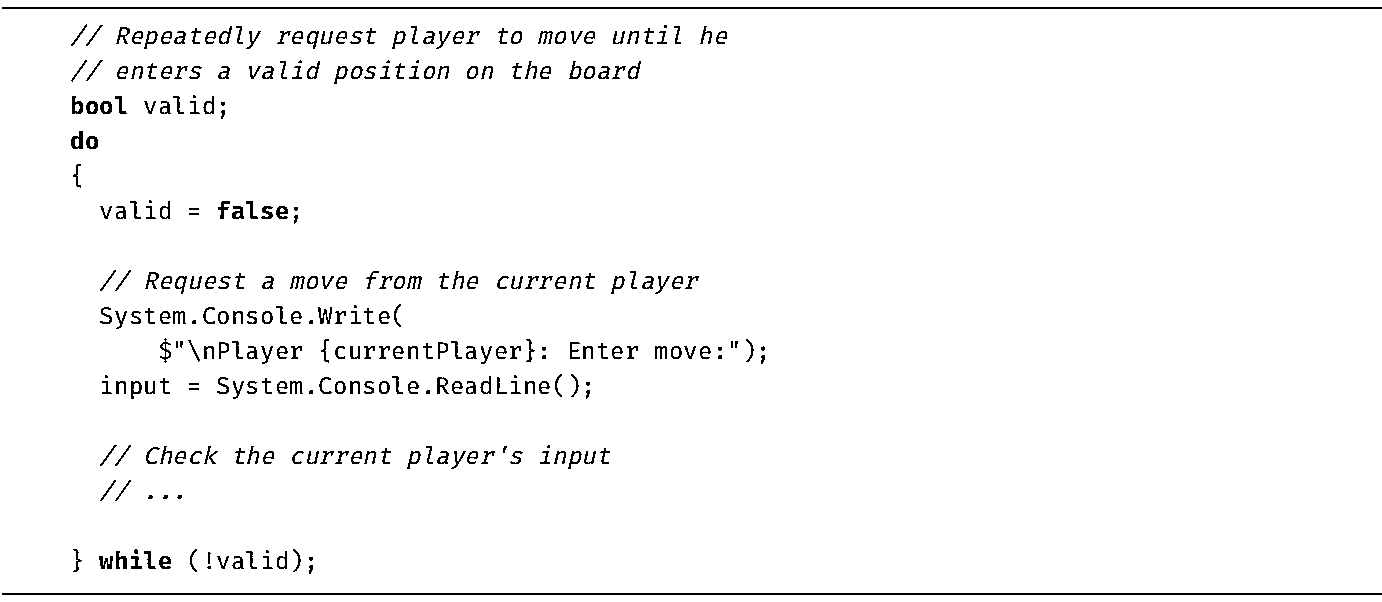 // Repeatedly request player to move until he
// enters a valid position on the board
bool valid;
do
{
  valid = false;

  // Request a move from the current player
  System.Console.Write(
      $"\nPlayer {currentPlayer}: Enter move:");
  input = System.Console.ReadLine();

  // Check the current player's input
  // ...

} while (!valid);